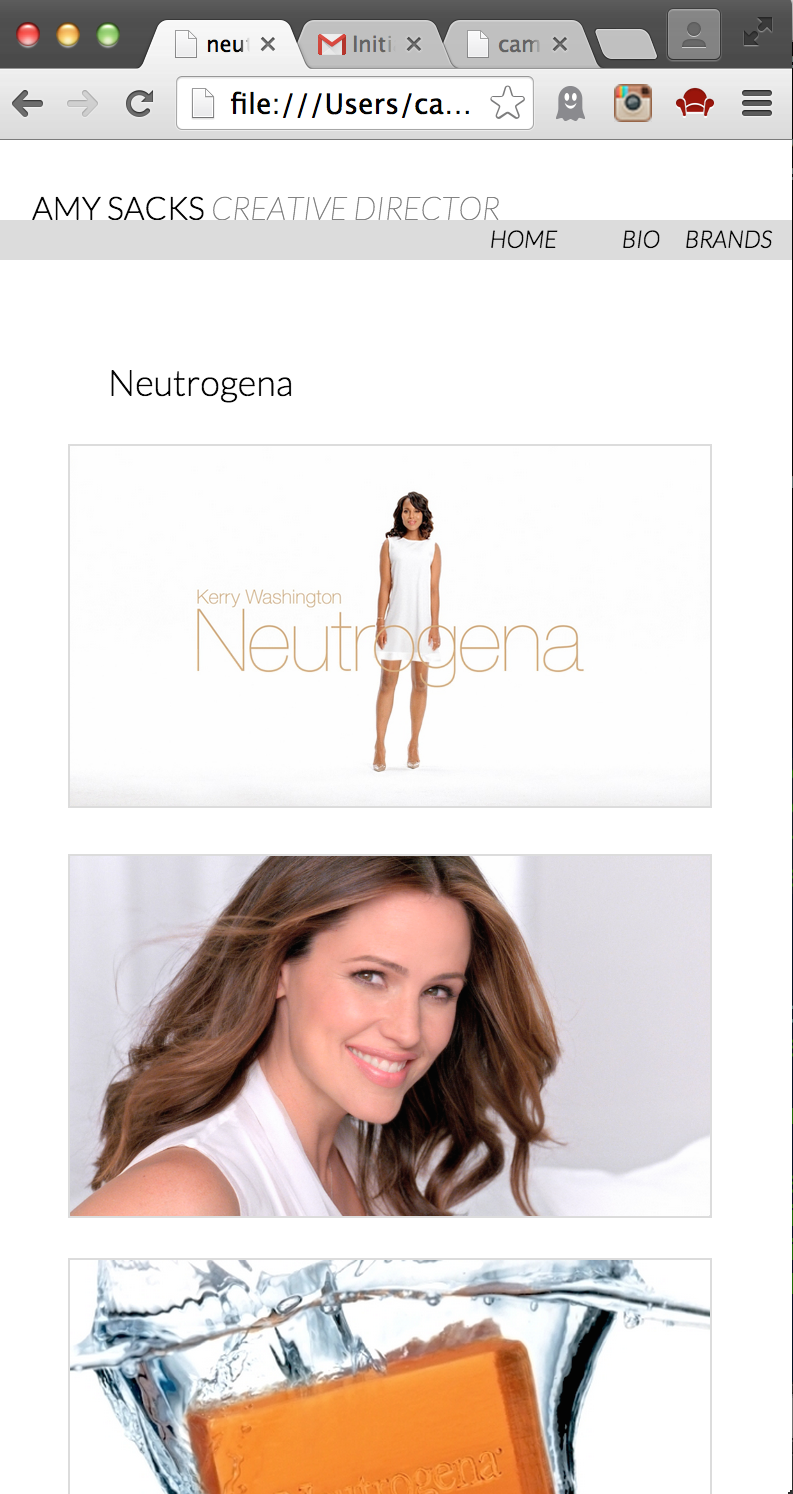 neu Initi cam
file:///Users/ca...
AMY SACKS CREATIVE DIRECTOR
HOME BIO BRANDS
Neutrogena
Kerry Washington
Neutrogena
Neutrogena